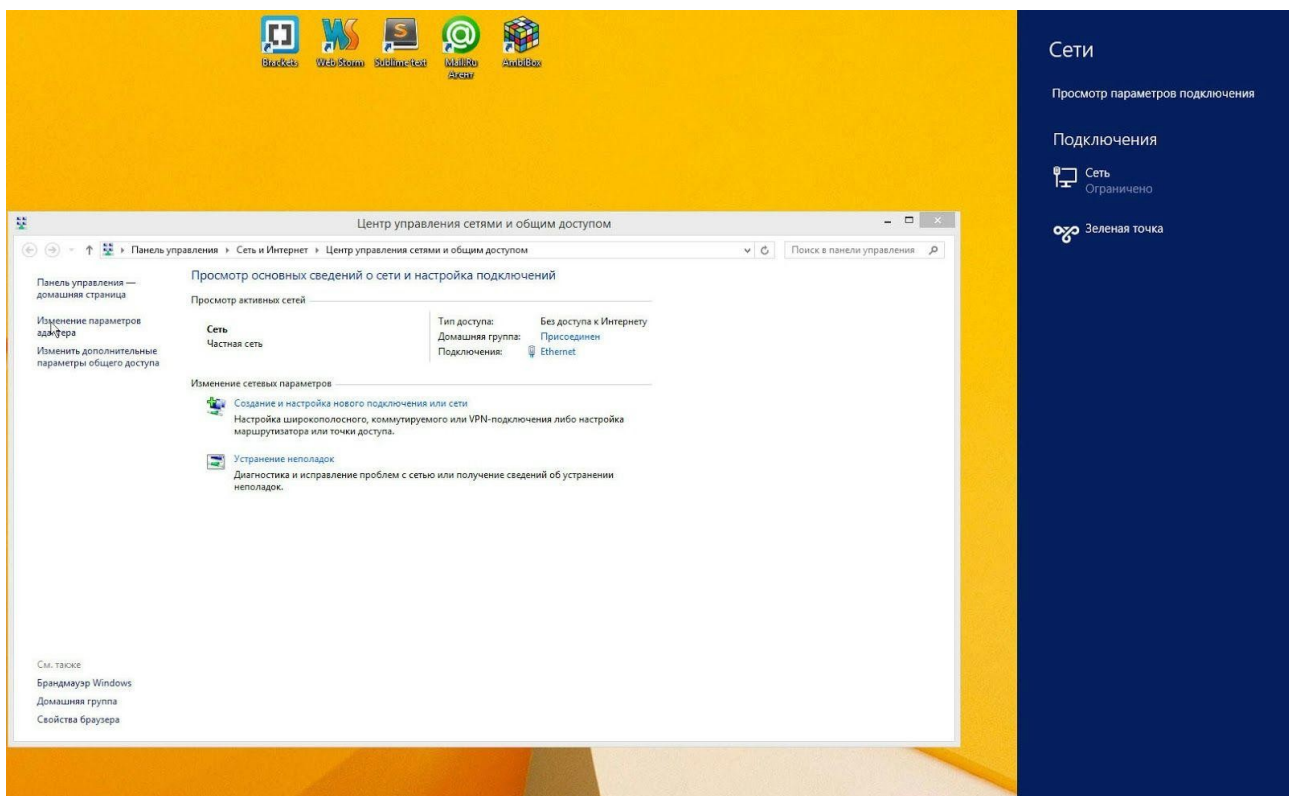 Brackets
WebStorm
Sublime text
MailRu
Агент
AmbiBox
Сети
Просмотр параметров подключения
Подключения
Сеть
Ограничено
Зеленая точка
Центр управления сетями и общим доступом
Панель управления
Сеть и Интернет
Центр управления сетями и общим доступом
Поиск в панели управления
Панель управления —
домашняя страница
Изменение параметров
адаптера
Изменить дополнительные
параметры общего доступа
Просмотр основных сведений о сети и настройка подключений
Просмотр активных сетей
Сеть
Частная сеть
Тип доступа: Без доступа к Интернету
Домашняя группа: Присоединен
Подключения: Ethernet
Изменение сетевых параметров
Создание и настройка нового подключения или сети
Настройка широкополосного, коммутируемого или VPN-подключения либо настройка
маршрутизатора или точки доступа.
Устранение неполадок
Диагностика и исправление проблем с сетью или получение сведений об устранении
неполадок.
См. также
Брандмауэр Windows
Домашняя группа
Свойства браузера